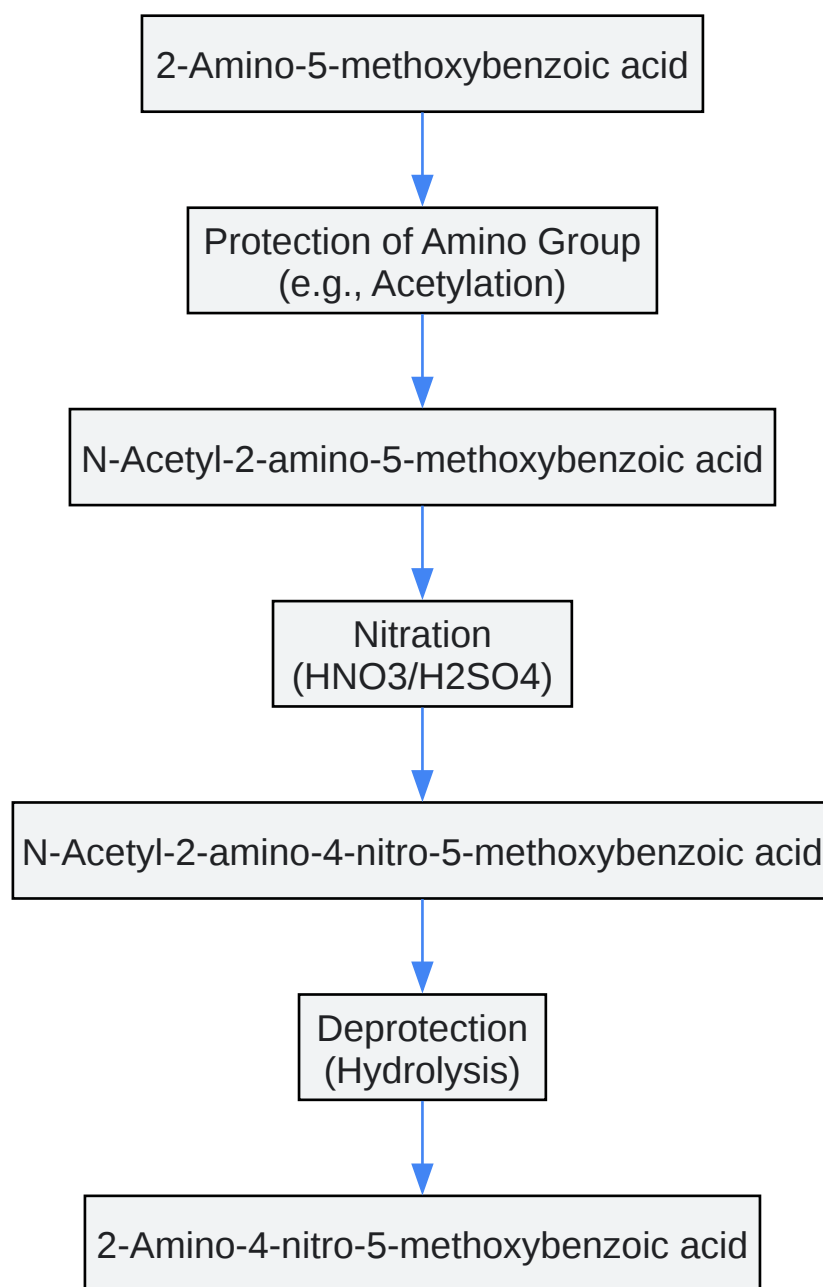 2-Amino-5-methoxybenzoic acid
Protection of Amino Group
(e.g., Acetylation)
N-Acetyl-2-amino-5-methoxybenzoic acid
Nitration
(HNO3/H2SO4)
N-Acetyl-2-amino-4-nitro-5-methoxybenzoic acid
Deprotection
(Hydrolysis)
2-Amino-4-nitro-5-methoxybenzoic acid